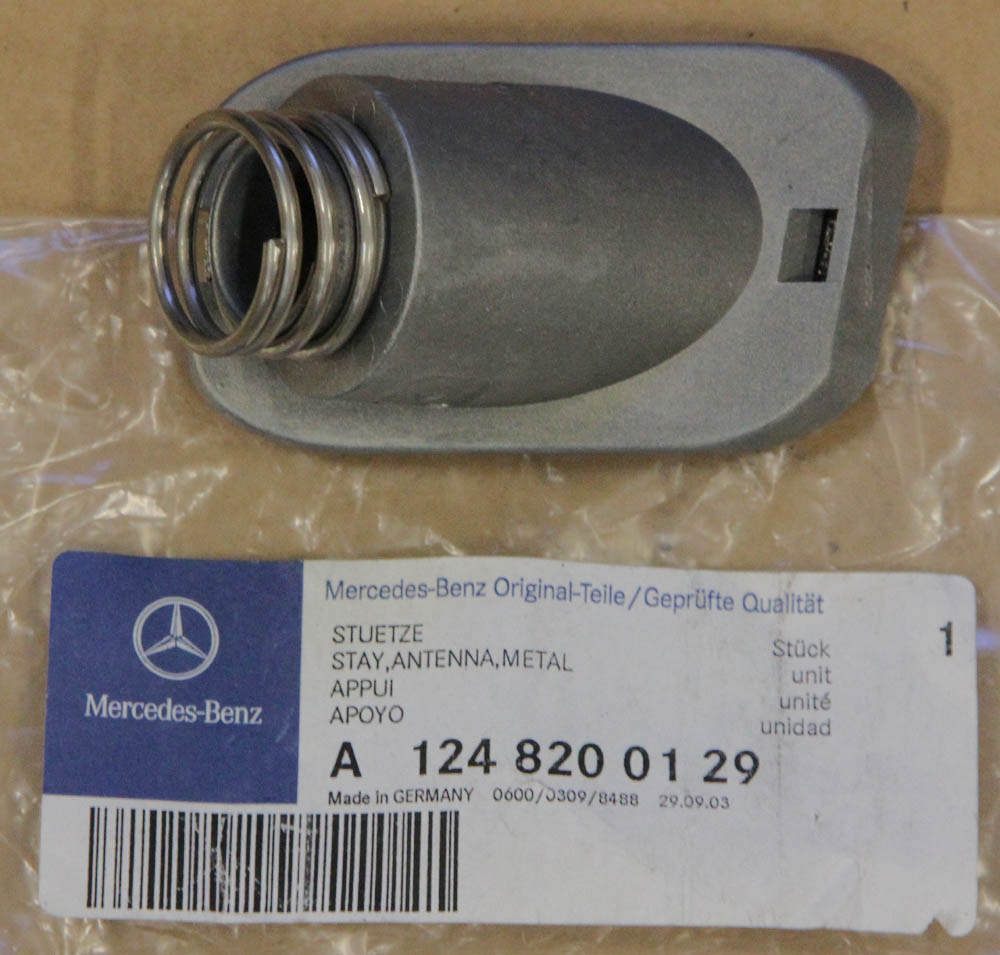 Mercedes-Benz Original-Teile/Geprüfte Qualität
STUETZE
STAY,ANTENNA,METAL
APPUI
APOYO
Stück
unit
unité
unidad
1
Mercedes-Benz
A 124 820 01 29
Made in GERMANY 0600/0309/8488 29.09.03